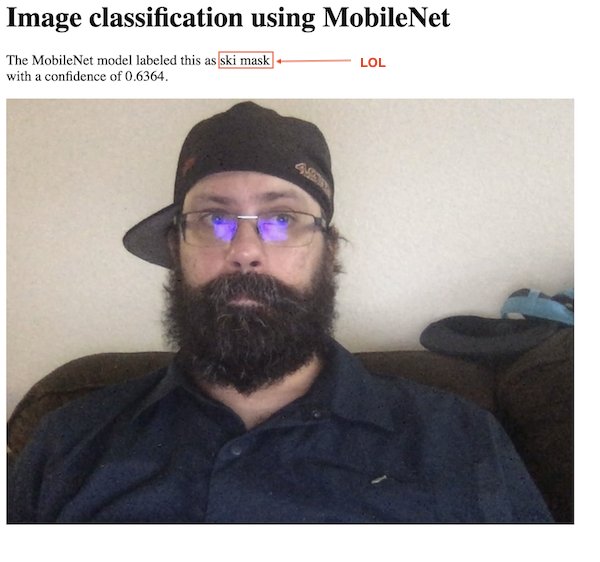 Image classification using MobileNet
The MobileNet model labeled this as ski mask LOL
with a confidence of 0.6364.